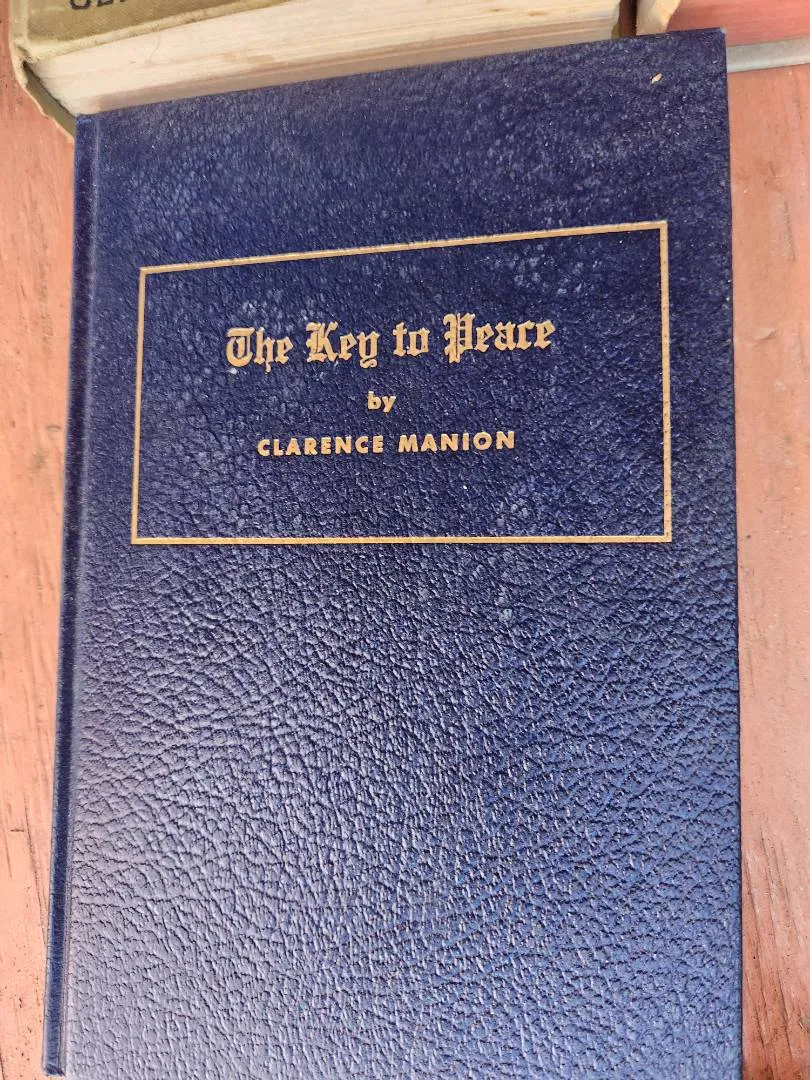 The Key to Peace
by
CLARENCE MANION